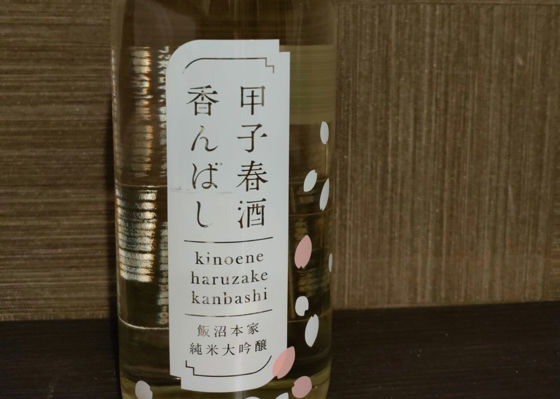 甲子春酒
香んばし
kinoene
haruzake
kanbashi
飯沼本家
純米大吟醸